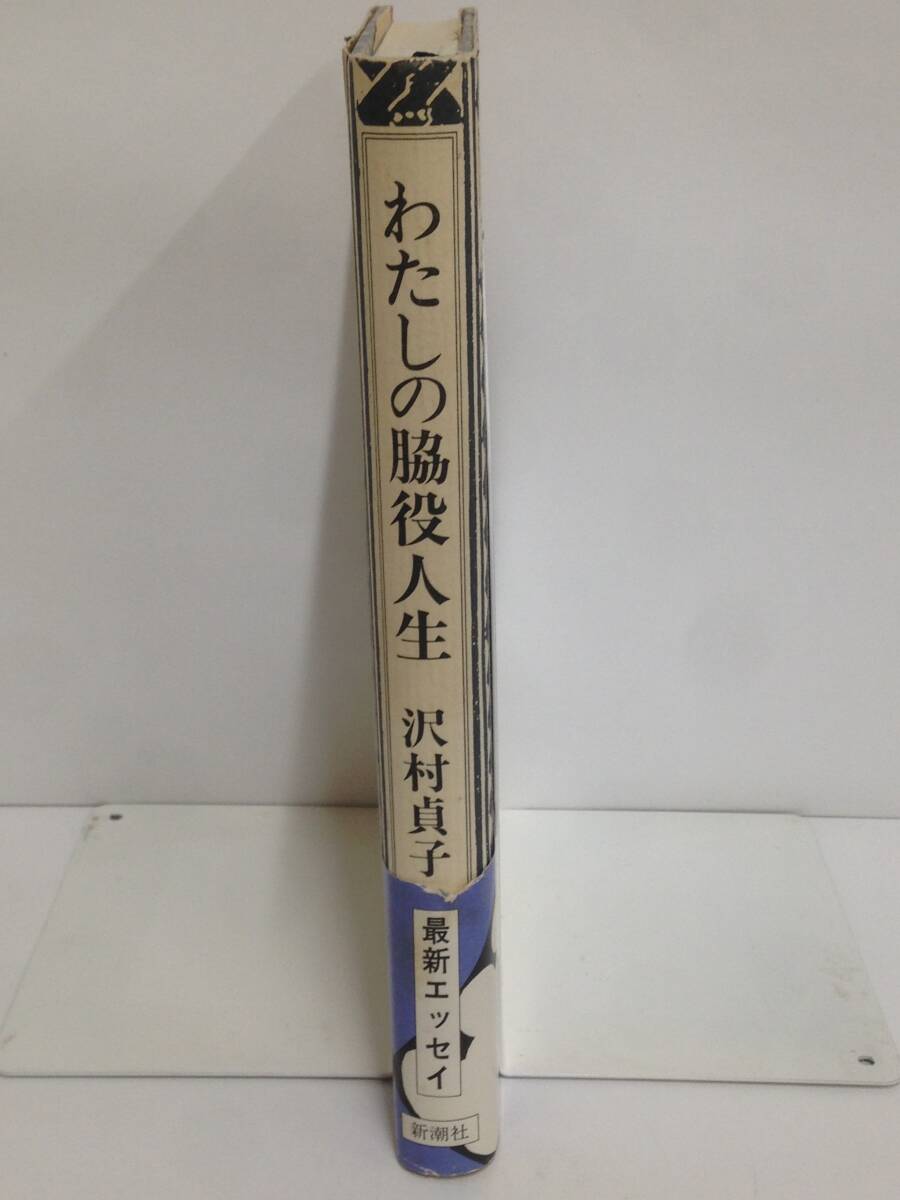 わたしの脇役人生
沢村貞子
最新エッセイ
新潮社